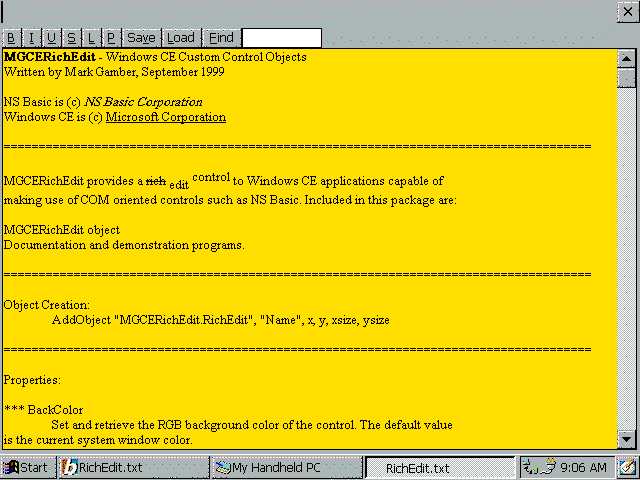 B I U S L P Save Load Find
MGCERichEdit - Windows CE Custom Control Objects
Written by Mark Gamber, September 1999
NS Basic is (c) NS Basic Corporation
Windows CE is (c) Microsoft Corporation
====================================================================================
MGCERichEdit provides a rich edit control to Windows CE applications capable of
making use of COM oriented controls such as NS Basic. Included in this package are:
MGCERichEdit object
Documentation and demonstration programs.
====================================================================================
Object Creation:
AddObject "MGCERichEdit.RichEdit", "Name", x, y, xsize, ysize
====================================================================================
Properties:
*** BackColor
Set and retrieve the RGB background color of the control. The default value
is the current system window color.
Start RichEdit.txt My Handheld PC RichEdit.txt 9:06 AM